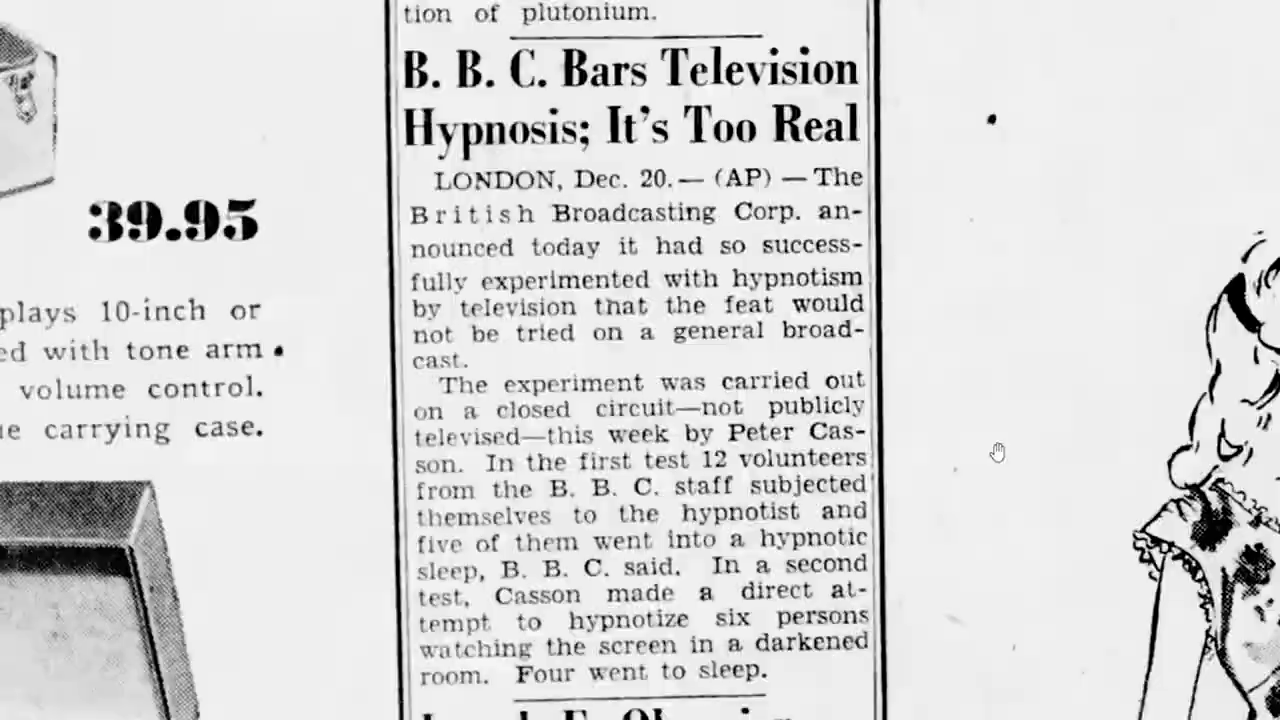 tion of plutonium.
B. B. C. Bars Television
Hypnosis; It's Too Real
LONDON, Dec. 20.— (AP) — The
British Broadcasting Corp. an-
nounced today it had so success-
fully experimented with hypnotism
by television that the feat would
not be tried on a general broad-
cast.
The experiment was carried out
on a closed circuit—not publicly
televised—this week by Peter Cas-
son. In the first test 12 volunteers
from the B. B. C. staff subjected
themselves to the hypnotist and
five of them went into a hypnotic
sleep, B. B. C. said. In a second
test, Casson made a direct at-
tempt to hypnotize six persons
watching the screen in a darkened
room. Four went to sleep.
39.95
plays 10-inch or
ed with tone arm
volume control.
carrying case.